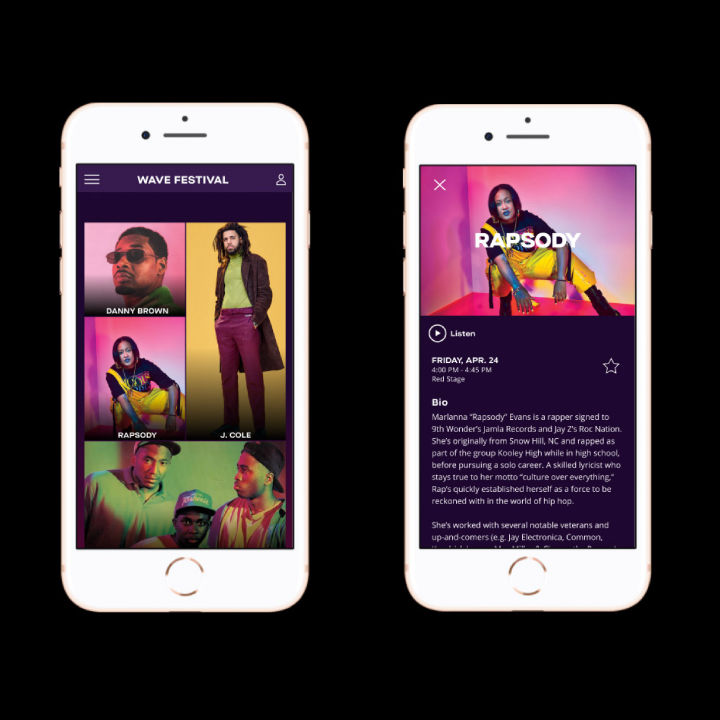 WAVE FESTIVAL
DANNY BROWN
RAPSODY
J. COLE
RAPSODY
Listen
FRIDAY, APR. 24
4:00 PM - 4:45 PM
Red Stage
Bio
Marlanna “Rapsody” Evans is a rapper signed to
9th Wonder’s Jamla Records and Jay Z’s Roc Nation.
She’s originally from Snow Hill, NC and rapped as
part of the group Kooley High while in high school,
before pursuing a solo career. A skilled lyricist who
stays true to her motto “culture over everything,”
Rap’s quickly established herself as a force to be
reckoned with in the world of hip hop.
She’s worked with several notable veterans and
up-and-comers (e.g. Jay Electronica, Common,